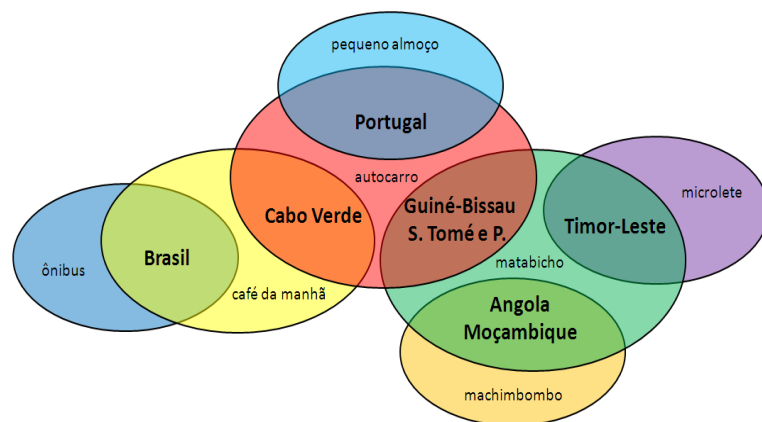 pequeno almoço
Portugal
autocarro
Cabo Verde
Guiné-Bissau
S. Tomé e P.
Timor-Leste
microlete
Brasil
ônibus
café da manhã
matabicho
Angola
Moçambique
machimbombo